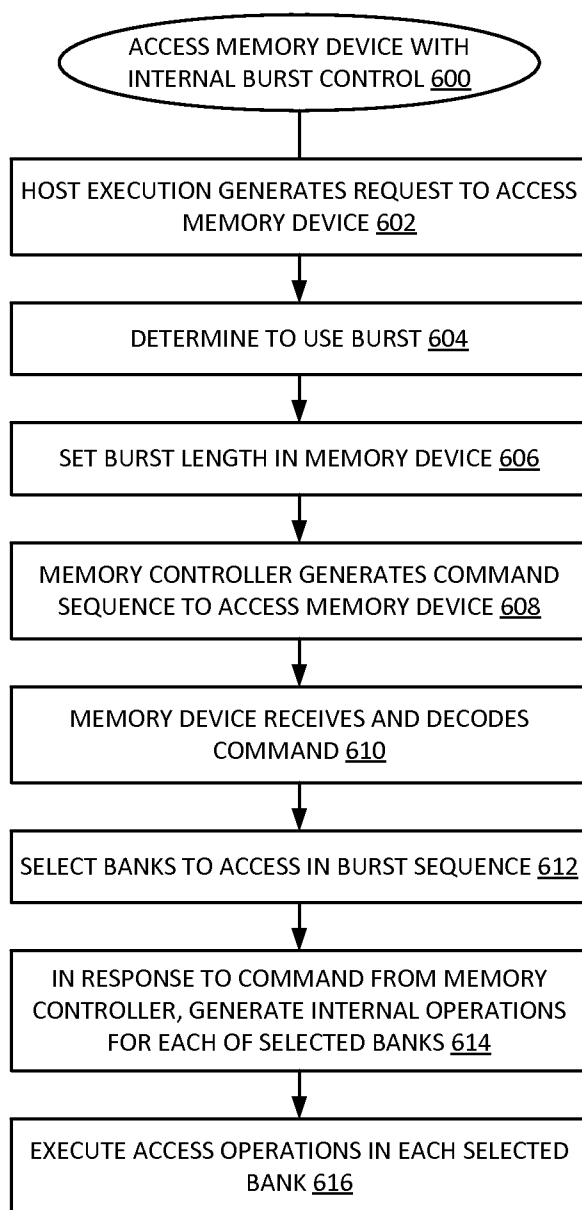 ACCESS MEMORY DEVICE WITH
INTERNAL BURST CONTROL 600
HOST EXECUTION GENERATES REQUEST TO ACCESS
MEMORY DEVICE 602
DETERMINE TO USE BURST 604
SET BURST LENGTH IN MEMORY DEVICE 606
MEMORY CONTROLLER GENERATES COMMAND
SEQUENCE TO ACCESS MEMORY DEVICE 608
MEMORY DEVICE RECEIVES AND DECODES
COMMAND 610
SELECT BANKS TO ACCESS IN BURST SEQUENCE 612
IN RESPONSE TO COMMAND FROM MEMORY
CONTROLLER, GENERATE INTERNAL OPERATIONS
FOR EACH OF SELECTED BANKS 614
EXECUTE ACCESS OPERATIONS IN EACH SELECTED
BANK 616